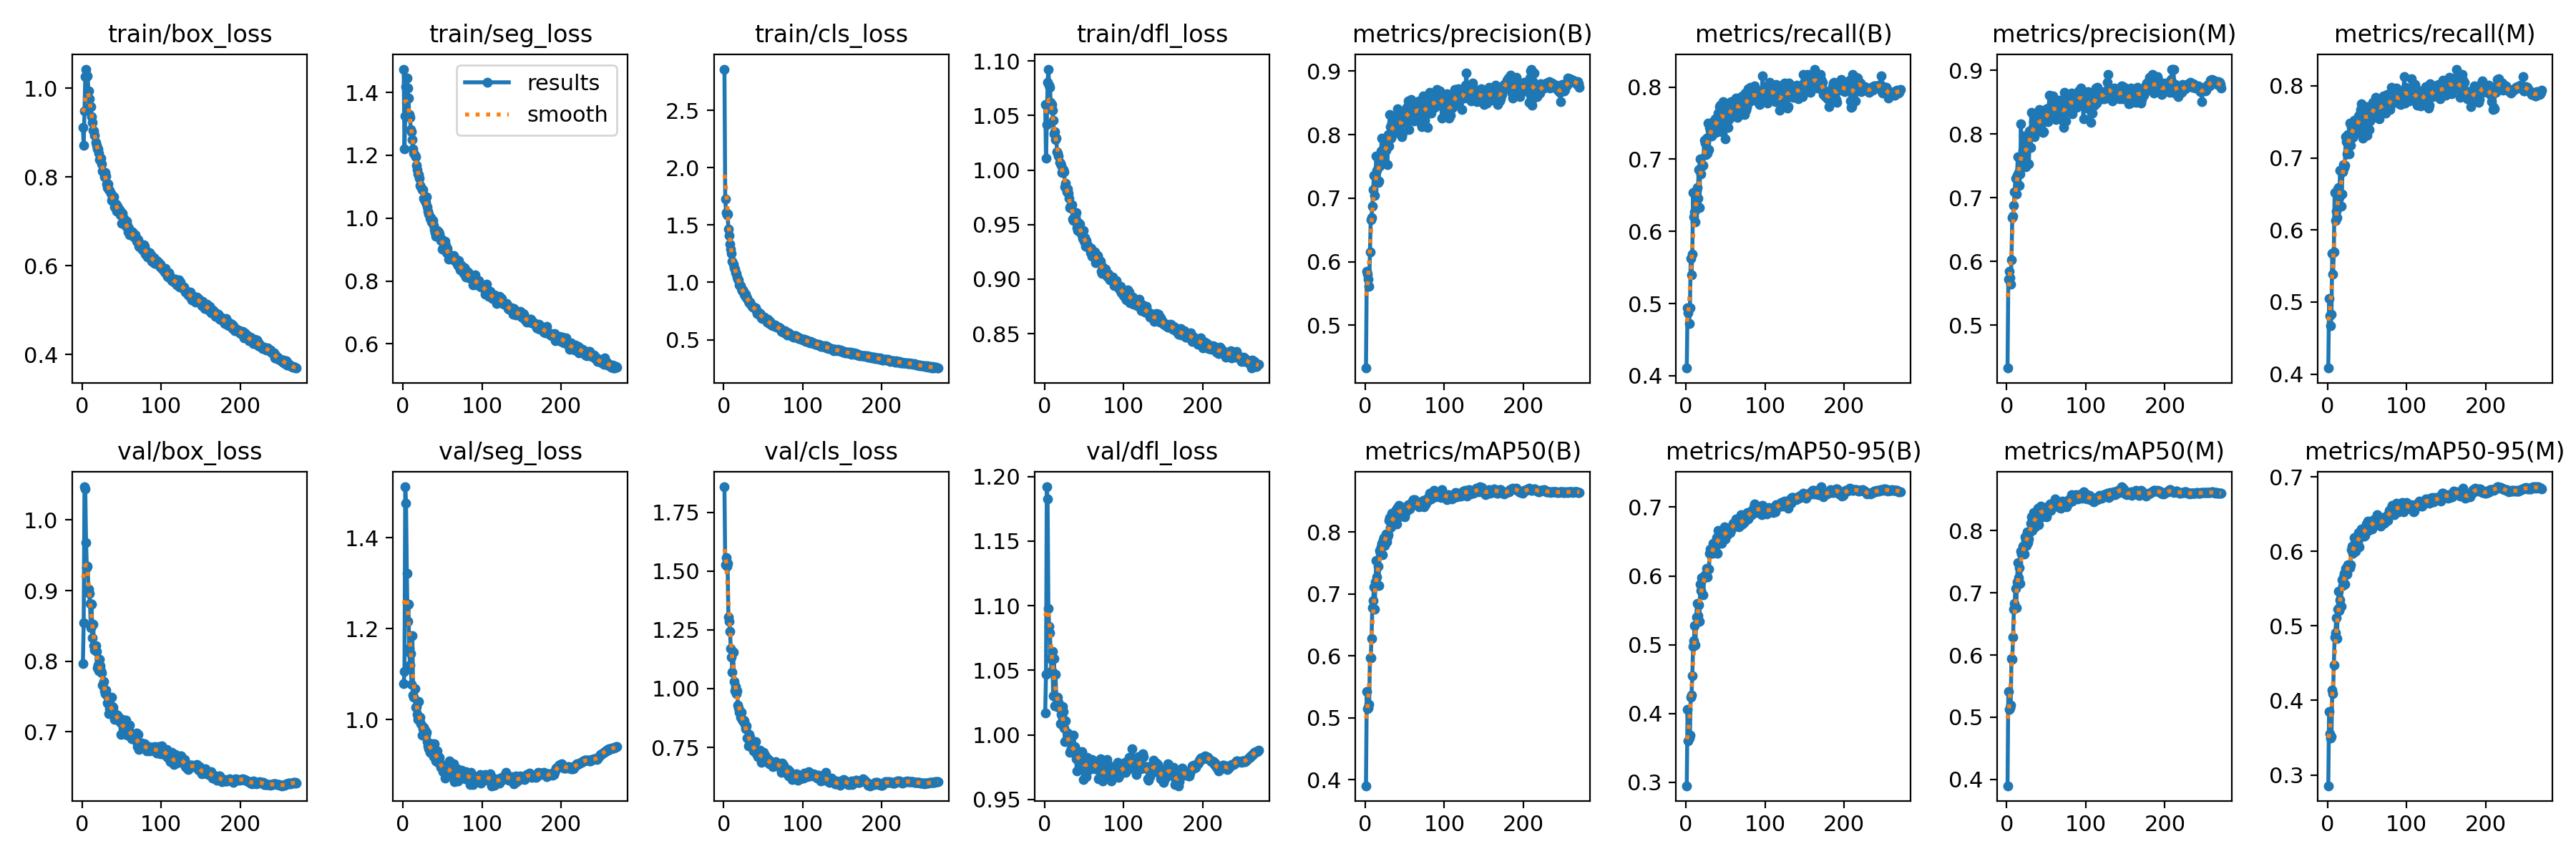 train/box_loss
1.0
0.8
0.6
0.4
0 100 200
train/seg_loss
results
smooth
1.4
1.2
1.0
0.8
0.6
0 100 200
train/cls_loss
2.5
2.0
1.5
1.0
0.5
0 100 200
train/dfl_loss
1.10
1.05
1.00
0.95
0.90
0.85
0 100 200
metrics/precision(B)
0.9
0.8
0.7
0.6
0.5
0 100 200
metrics/recall(B)
0.8
0.7
0.6
0.5
0.4
0 100 200
metrics/precision(M)
0.9
0.8
0.7
0.6
0.5
0 100 200
metrics/recall(M)
0.8
0.7
0.6
0.5
0.4
0 100 200
val/box_loss
1.0
0.9
0.8
0.7
0 100 200
val/seg_loss
1.4
1.2
1.0
0 100 200
val/cls_loss
1.75
1.50
1.25
1.00
0.75
0 100 200
val/dfl_loss
1.20
1.15
1.10
1.05
1.00
0.95
0 100 200
metrics/mAP50(B)
0.8
0.7
0.6
0.5
0.4
0 100 200
metrics/mAP50-95(B)
0.7
0.6
0.5
0.4
0.3
0 100 200
metrics/mAP50(M)
0.8
0.7
0.6
0.5
0.4
0 100 200
metrics/mAP50-95(M)
0.7
0.6
0.5
0.4
0.3
0 100 200